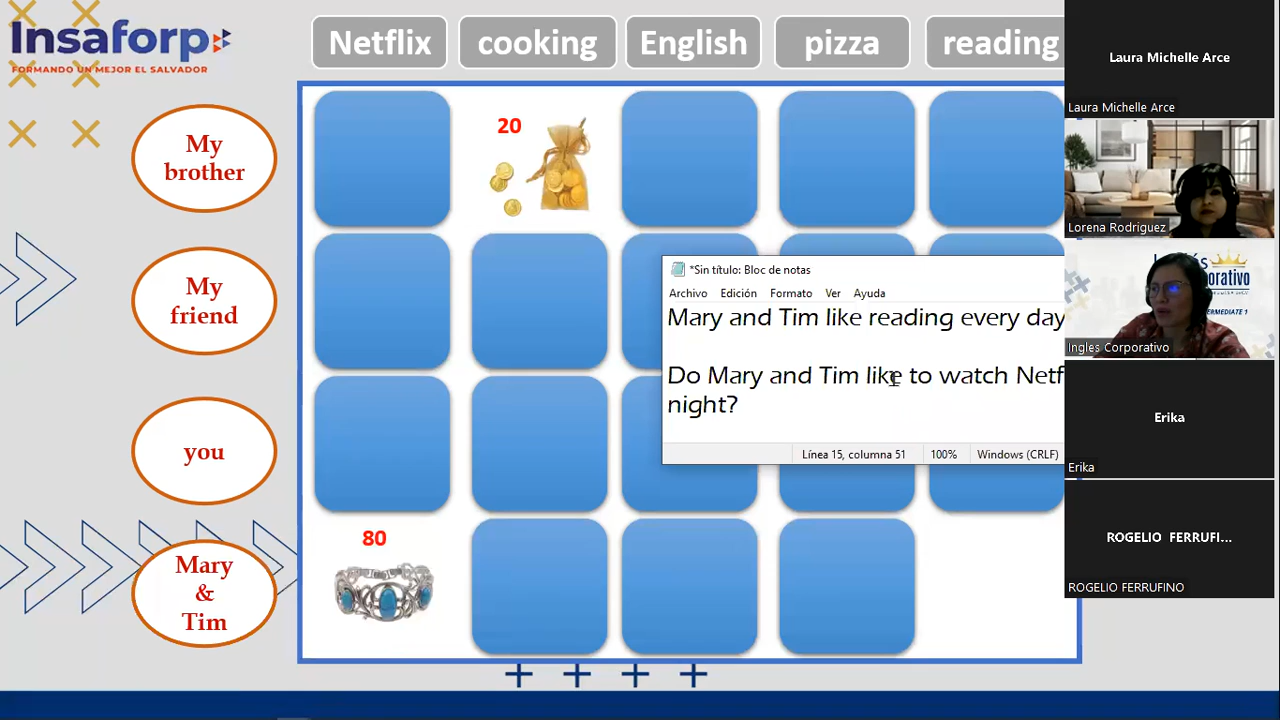 Insaforp
FORMANDO UN MEJOR EL SALVADOR
Netflix
cooking
English
pizza
reading
My
brother
My
friend
you
Mary
&
Tim
20
80
*Sin título: Bloc de notas
Archivo Edición Formato Ver Ayuda
Mary and Tim like reading every day
Do Mary and Tim like to watch Netf
night?
Línea 15, columna 51 100% Windows (CRLF)
Laura Michelle Arce
Laura Michelle Arce
Lorena Rodriguez
Ingles Corporativo
Erika
Erika
ROGELIO FERRUFI...
ROGELIO FERRUFINO